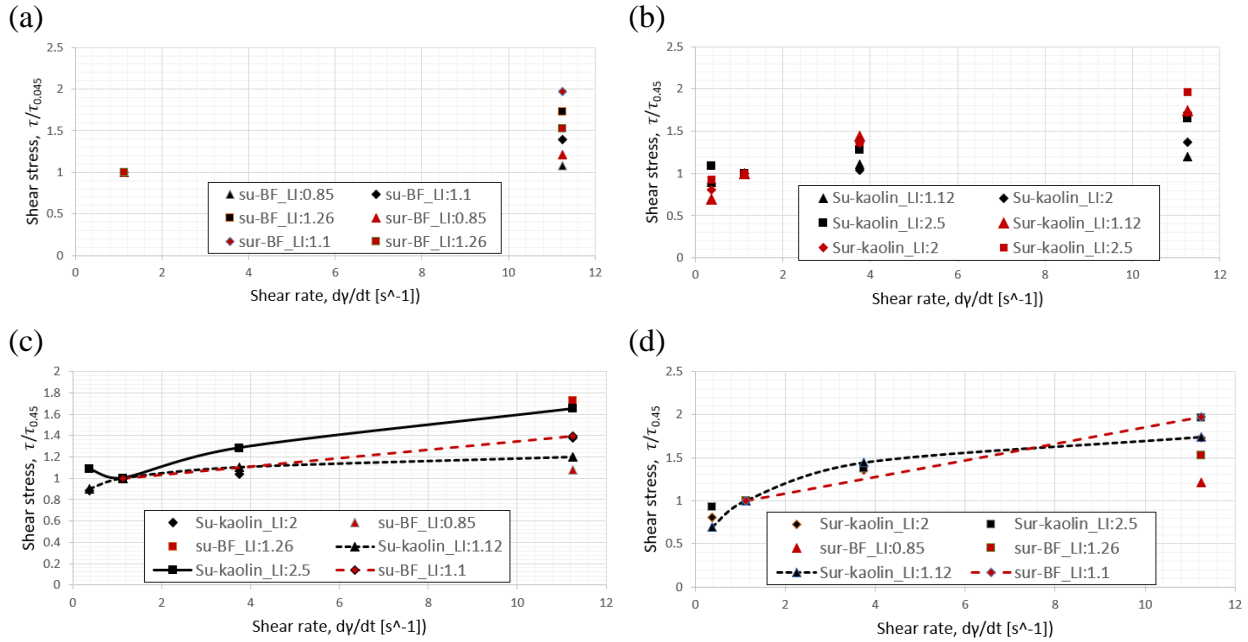 (a)
2.5
2
1.5
1
0.5
0
0 2 4 6 8 10 12
Shear stress, τ/τ0.045
Shear rate, dγ/dt [s^-1])
su-BF_LI:0.85 su-BF_LI:1.1
su-BF_LI:1.26 sur-BF_LI:0.85
sur-BF_LI:1.1 sur-BF_LI:1.26
(b)
2.5
2
1.5
1
0.5
0
0 2 4 6 8 10 12
Shear stress, τ/τ0.45
Shear rate, dγ/dt [s^-1])
Su-kaolin_LI:1.12 Su-kaolin_LI:2
Su-kaolin_LI:2.5 Sur-kaolin_LI:1.12
Sur-kaolin_LI:2 Sur-kaolin_LI:2.5
(c)
2
1.8
1.6
1.4
1.2
1
0.8
0.6
0.4
0.2
0
0 2 4 6 8 10 12
Shear stress, τ/τ0.45
Shear rate, dγ/dt [s^-1])
Su-kaolin_LI:2 su-BF_LI:0.85
su-BF_LI:1.26 Su-kaolin_LI:1.12
Su-kaolin_LI:2.5 su-BF_LI:1.1
(d)
2.5
2
1.5
1
0.5
0
0 2 4 6 8 10 12
Shear stress, τ/τ0.45
Shear rate, dγ/dt [s^-1])
Sur-kaolin_LI:2 Sur-kaolin_LI:2.5
sur-BF_LI:0.85 sur-BF_LI:1.26
Sur-kaolin_LI:1.12 sur-BF_LI:1.1